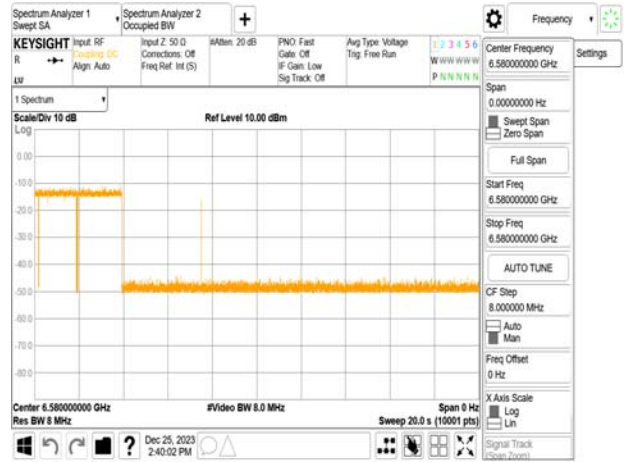 Spectrum Analyzer 1
Swept SA
Spectrum Analyzer 2
Occupied BW
+
Frequency
Settings
KEYSIGHT
R
LXI
Input: RF
Coupling: DC
Align: Auto
Input Z: 50 Ω
Corrections: Off
Freq Ref: Int (S)
#Atten: 20 dB
PNO: Fast
Gate: Off
IF Gain: Low
Sig Track: Off
Avg Type: Voltage
Trig: Free Run
1 2 3 4 5 6
W W W W W W
P N N N N N
1 Spectrum
Scale/Div 10 dB
Ref Level 10.00 dBm
Log
0.00
-10.0
-20.0
-30.0
-40.0
-50.0
-60.0
-70.0
-80.0
Center 6.580000000 GHz
#Video BW 8.0 MHz
Span 0 Hz
Res BW 8 MHz
Sweep 20.0 s (10001 pts)
?
Dec 25, 2023
2:40:02 PM
Center Frequency
6.580000000 GHz
Span
0.00000000 Hz
Swept Span
Zero Span
Full Span
Start Freq
6.580000000 GHz
Stop Freq
6.580000000 GHz
AUTO TUNE
CF Step
8.000000 MHz
Auto
Man
Freq Offset
0 Hz
X Axis Scale
Log
Lin
Signal Track
(Span Zoom)